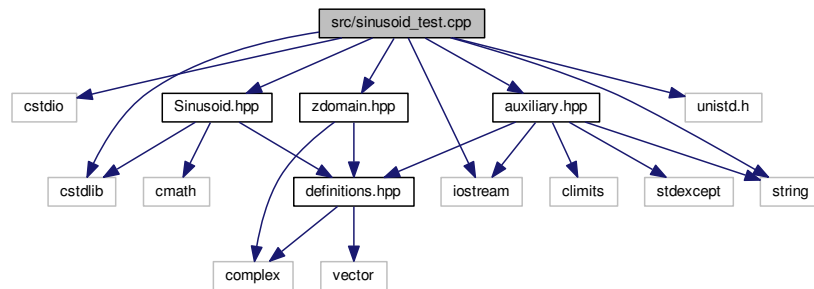 src/sinusoid_test.cpp
cstdio
Sinusoid.hpp
zdomain.hpp
auxiliary.hpp
unistd.h
cstdlib
cmath
definitions.hpp
iostream
climits
stdexcept
string
complex
vector